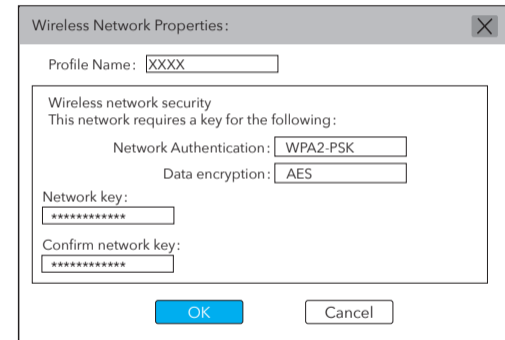 Wireless Network Properties:
Profile Name: XXXX
Wireless network security
This network requires a key for the following:
Network Authentication: WPA2-PSK
Data encryption: AES
Network key:
************
Confirm network key:
************
OK Cancel